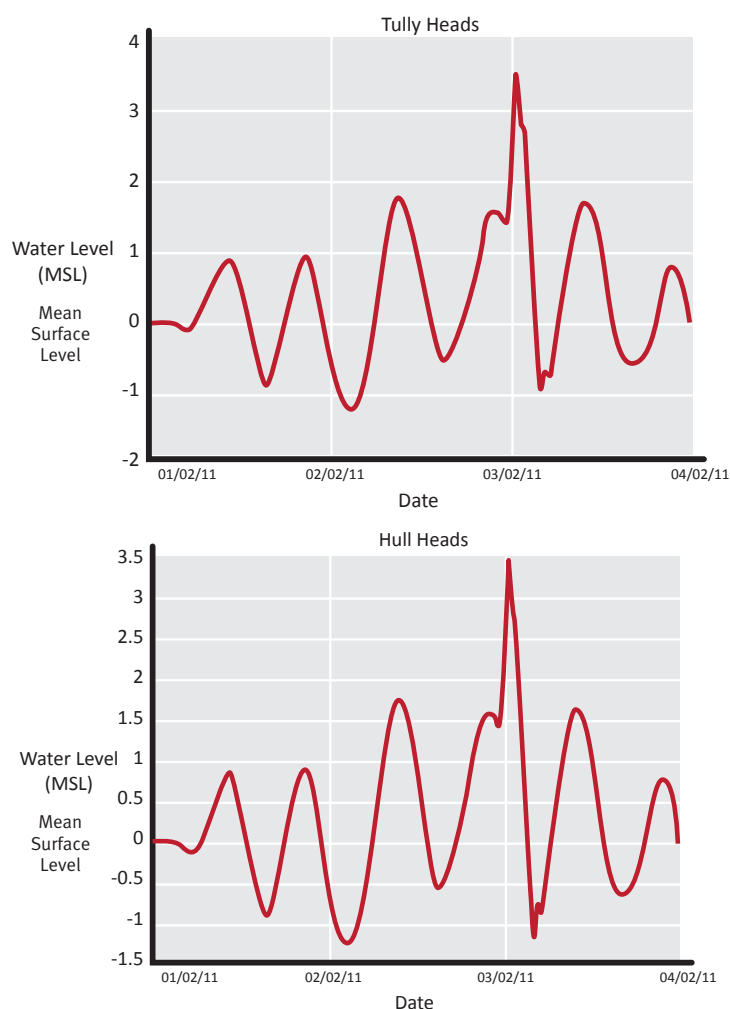 Tully Heads
4
3
2
1
0
-1
-2
Water Level
(MSL)
Mean
Surface
Level
01/02/11 02/02/11 03/02/11 04/02/11
Date
Hull Heads
3.5
3
2.5
2
1.5
1
0.5
0
-0.5
-1
-1.5
Water Level
(MSL)
Mean
Surface
Level
01/02/11 02/02/11 03/02/11 04/02/11
Date